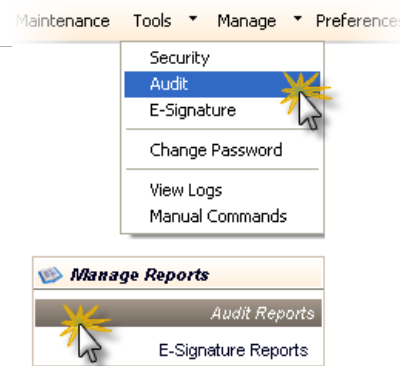 Maintenance Tools Manage Preferences
Security
Audit
E-Signature
Change Password
View Logs
Manual Commands
Manage Reports
Audit Reports
E-Signature Reports